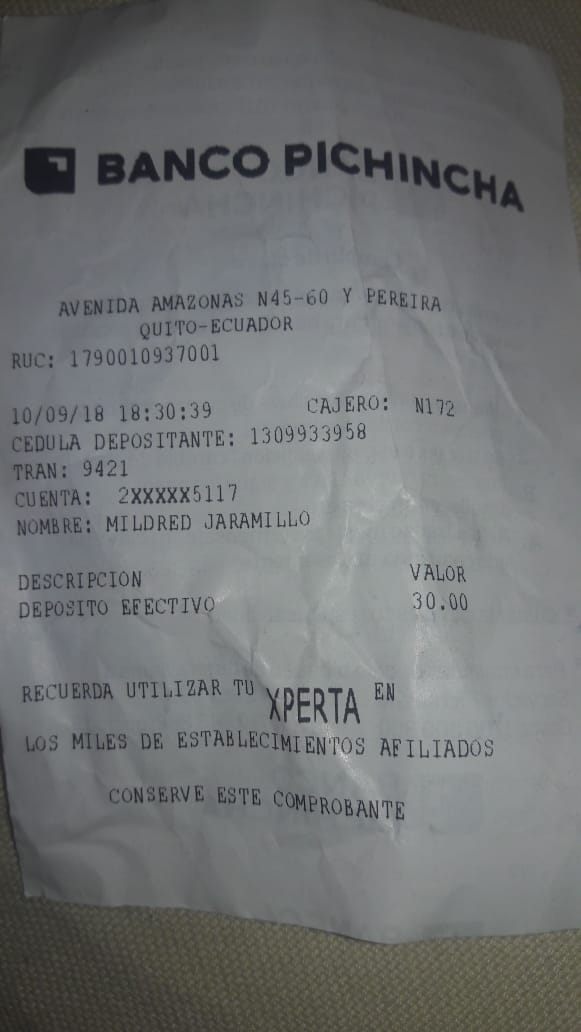 BANCO PICHINCHA
AVENIDA AMAZONAS N45-60 Y PEREIRA
QUITO-ECUADOR
RUC: 1790010937001
10/09/18 18:30:39 CAJERO: N172
CEDULA DEPOSITANTE: 1309933958
TRAN: 9421
CUENTA: 2XXXXX5117
NOMBRE: MILDRED JARAMILLO
DESCRIPCION VALOR
DEPOSITO EFECTIVO 30.00
RECUERDA UTILIZAR TU XPERTA EN
LOS MILES DE ESTABLECIMIENTOS AFILIADOS
CONSERVE ESTE COMPROBANTE